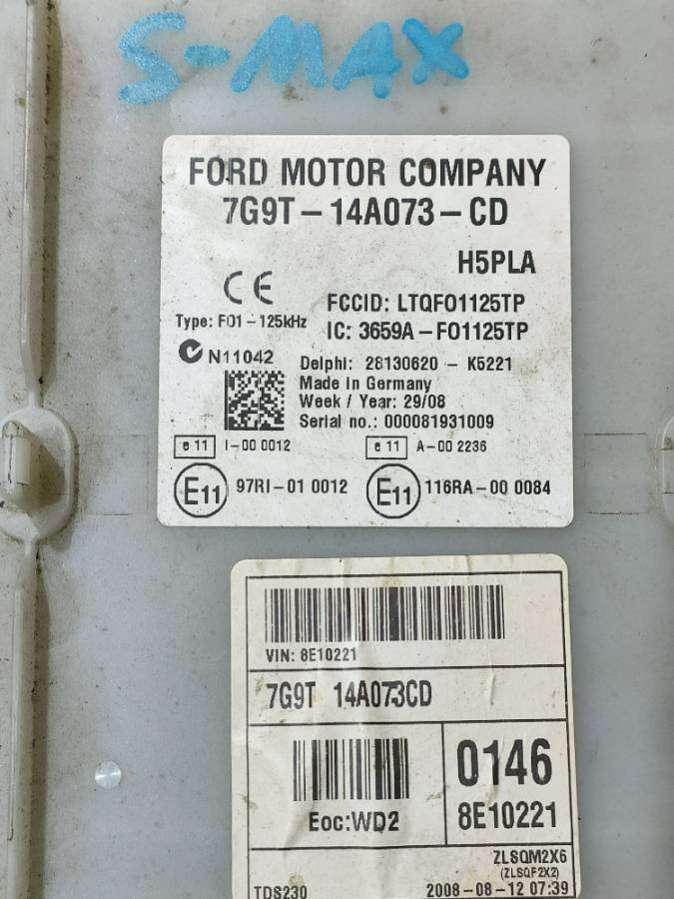 S-MAX
FORD MOTOR COMPANY
7G9T-14A073-CD
H5PLA
CE
FCCID: LTQFO1125TP
Type: FO1-125kHz
IC: 3659A-FO1125TP
N11042
Delphi: 28130620 - K5221
Made in Germany
Week / Year: 29/08
Serial no.: 000081931009
e 11 I-00 0012 e 11 A-00 2236
E11 97RI-01 0012 E11 116RA-00 0084
VIN: 8E10221
7G9T 14A073CD
0146
Eoc:WD2
8E10221
ZLSQM2X6
(ZLSQF2X2)
TDS230 2008-08-12 07:39